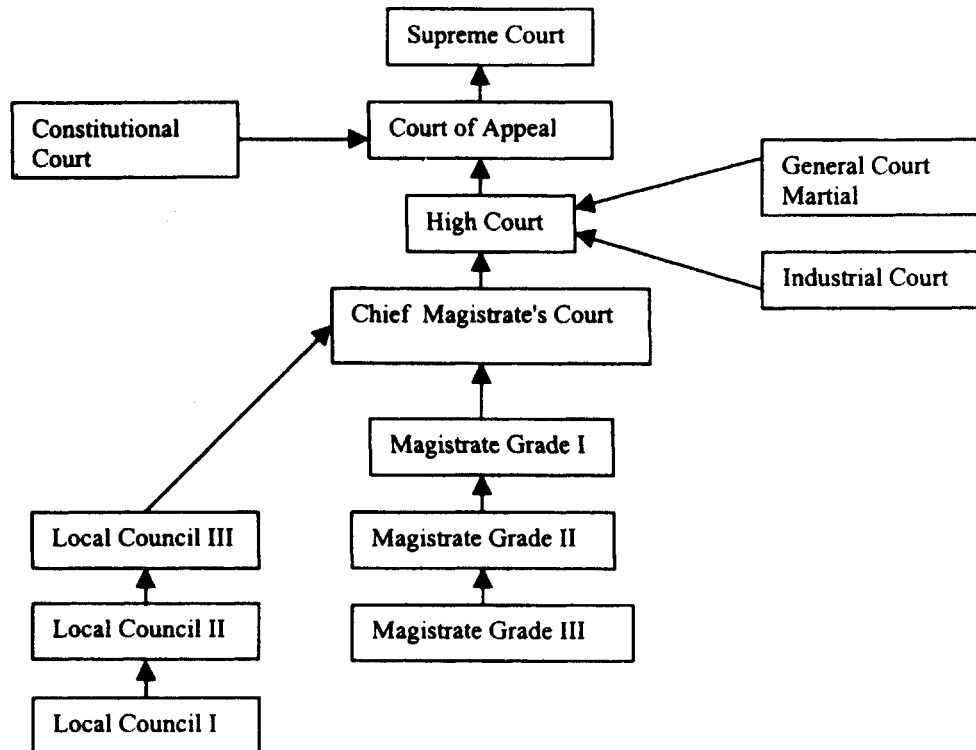 Supreme Court
Constitutional
Court
Court of Appeal
General Court
Martial
High Court
Industrial Court
Chief Magistrate's Court
Magistrate Grade I
Local Council III
Magistrate Grade II
Local Council II
Magistrate Grade III
Local Council I